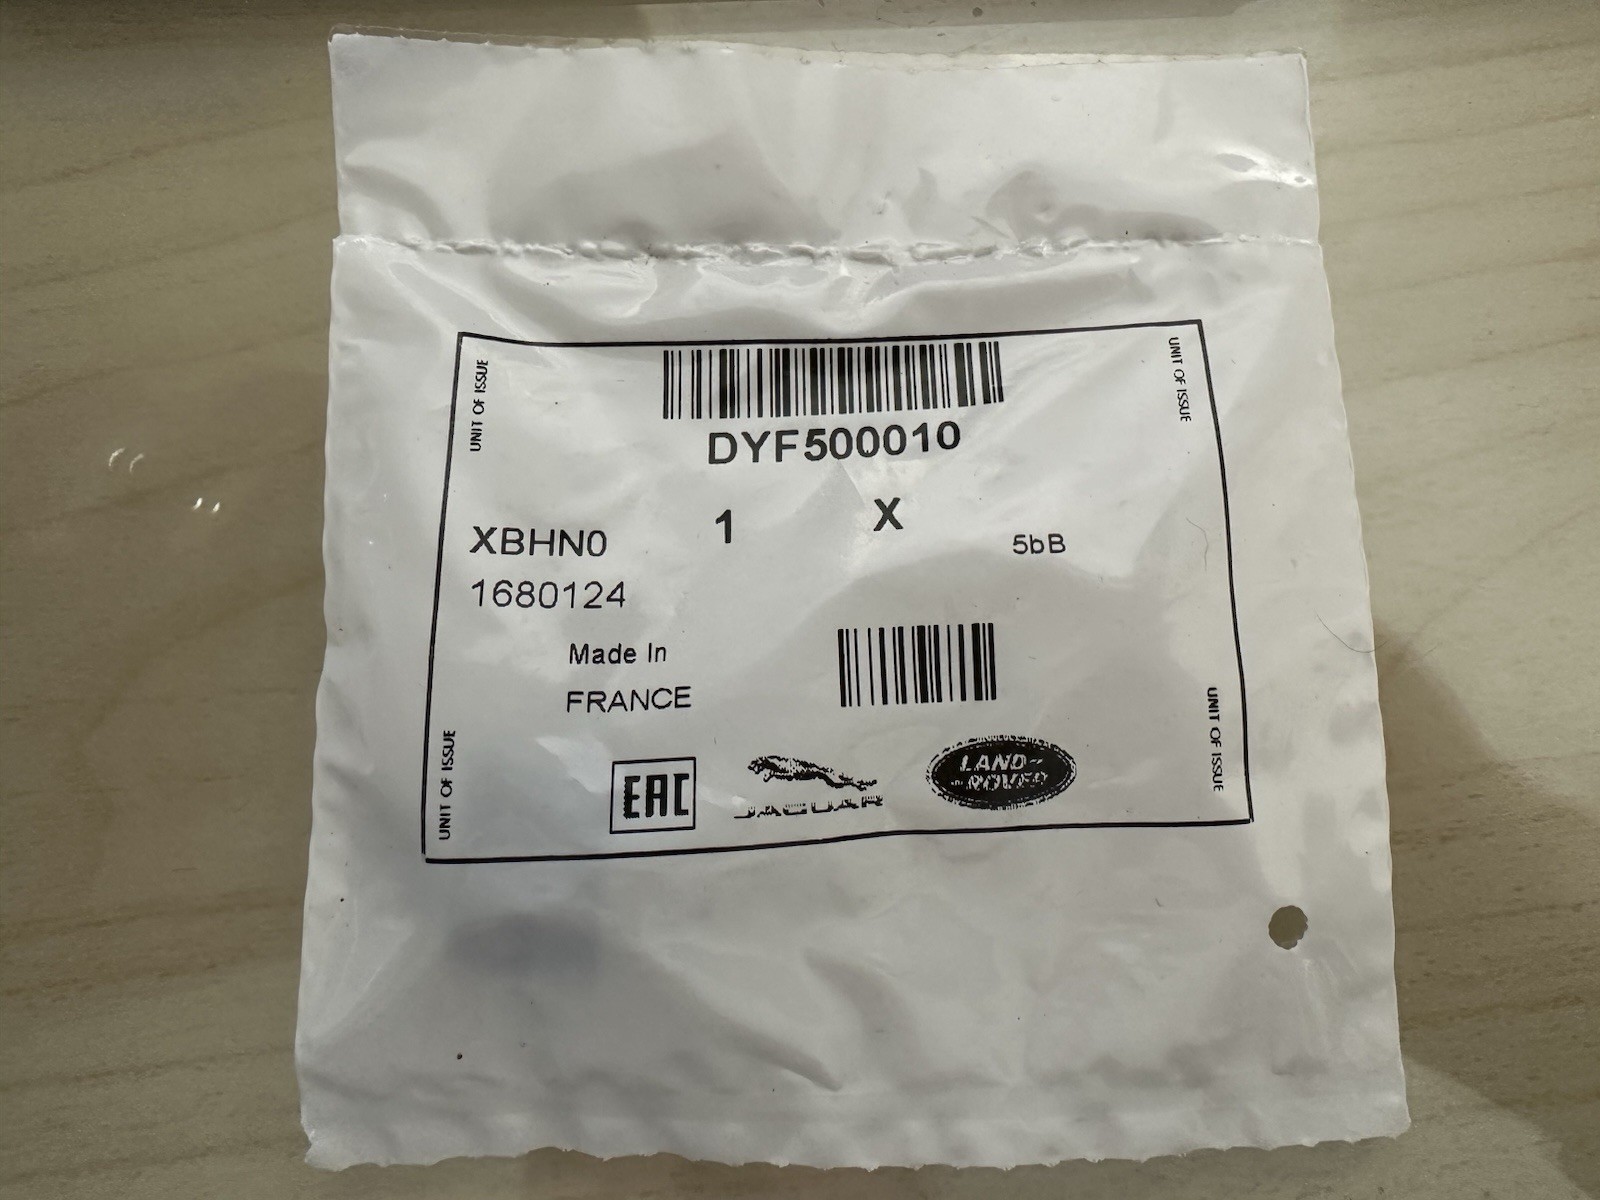 UNIT OF ISSUE
UNIT OF ISSUE
DYF500010
1 X
XBHN0
5bB
1680124
Made In
FRANCE
UNIT OF ISSUE
UNIT OF ISSUE
EAC
JAGUAR
LAND-
ROVER